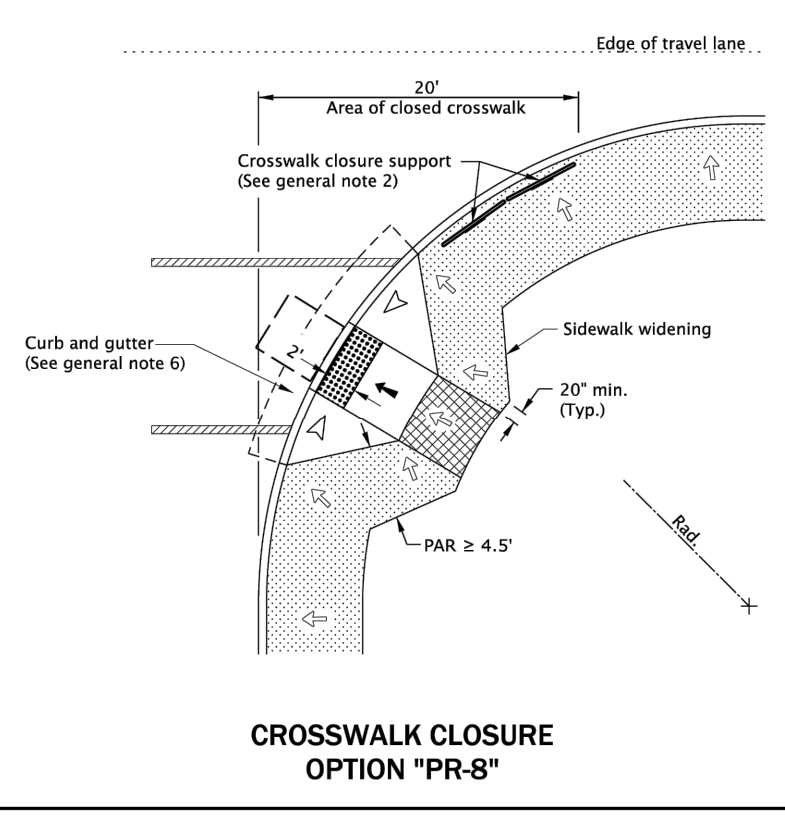 Edge of travel lane
20'
Area of closed crosswalk
Crosswalk closure support
(See general note 2)
Curb and gutter
(See general note 6)
2'
Sidewalk widening
20" min.
(Typ.)
Rad.
PAR ≥ 4.5'
CROSSWALK CLOSURE
OPTION "PR-8"